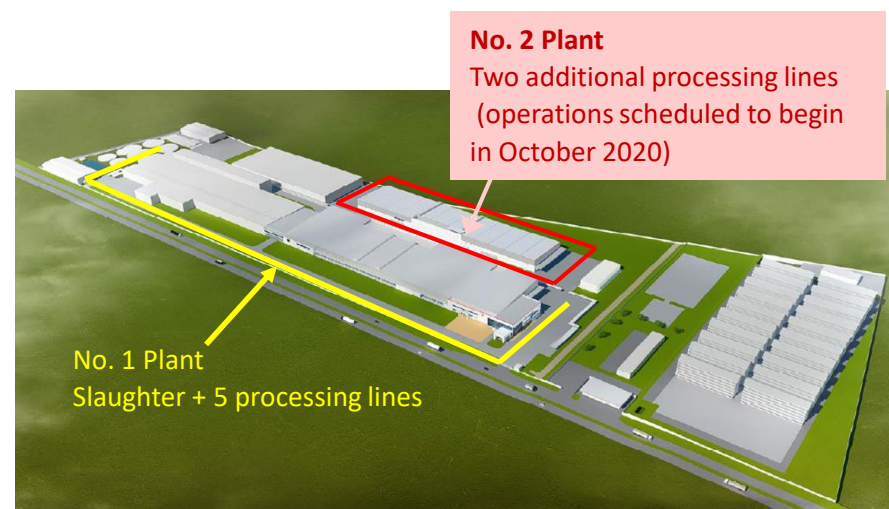 No. 2 Plant
Two additional processing lines
(operations scheduled to begin
in October 2020)
No. 1 Plant
Slaughter + 5 processing lines